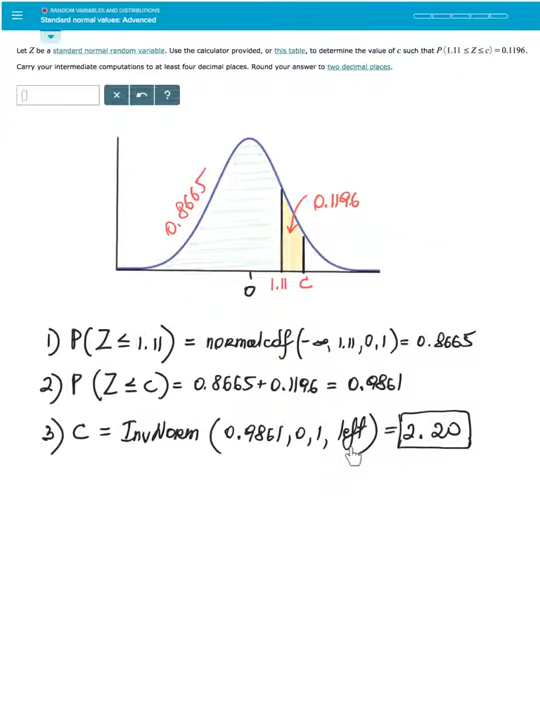 RANDOM VARIABLES AND DISTRIBUTIONS
Standard normal values: Advanced
Let Z be a standard normal random variable. Use the calculator provided, or this table, to determine the value of c such that P(1.11 ≤ Z ≤ c) = 0.1196.
Carry your intermediate computations to at least four decimal places. Round your answer to two decimal places.
× ?
0.8665
0.1196
0 1.11 C
1) P(Z ≤ 1.11) = normalcdf(-∞, 1.11, 0, 1) = 0.8665
2) P(Z ≤ c) = 0.8665 + 0.1196 = 0.9861
3) C = InvNorm (0.9861, 0, 1, left) = 2.20